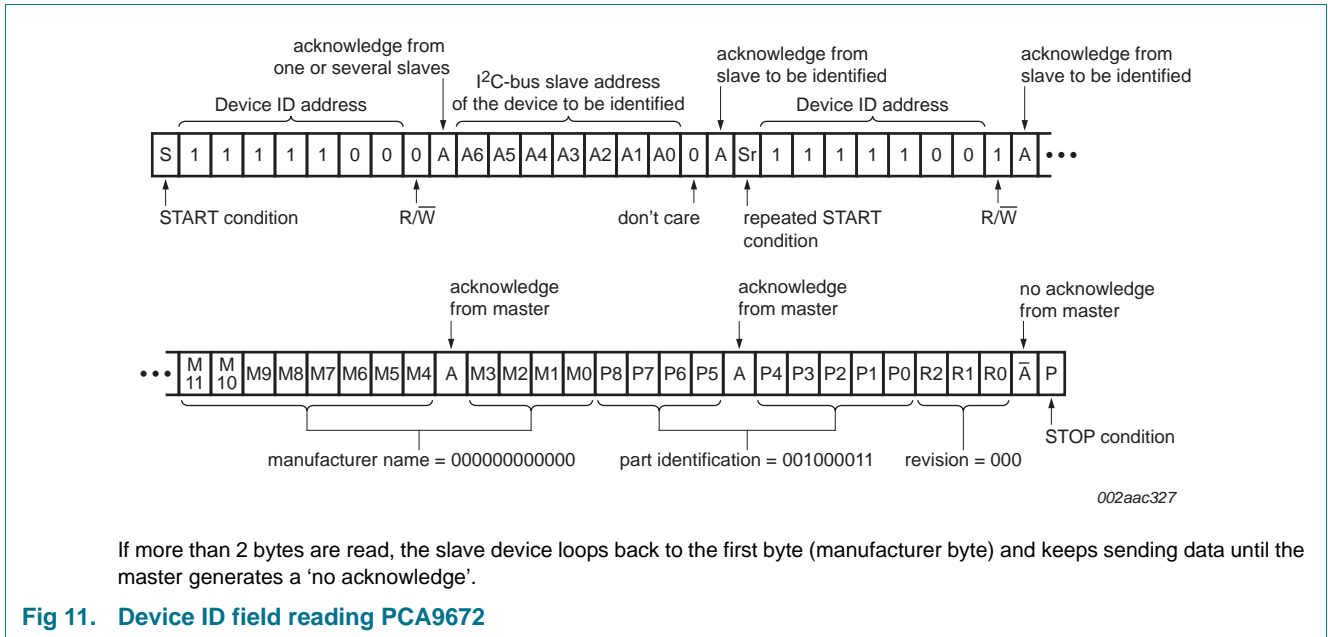 acknowledge from
one or several slaves
I2C-bus slave address
of the device to be identified
acknowledge from
slave to be identified
acknowledge from
slave to be identified
Device ID address
Device ID address
S 1 1 1 1 1 0 0 0 A A6 A5 A4 A3 A2 A1 A0 0 A Sr 1 1 1 1 1 0 0 1 A •••
START condition
R/W̅
don't care
repeated START
condition
R/W̅
acknowledge
from master
acknowledge
from master
no acknowledge
from master
••• M11 M10 M9 M8 M7 M6 M5 M4 A M3 M2 M1 M0 P8 P7 P6 P5 A P4 P3 P2 P1 P0 R2 R1 R0 A̅ P
STOP condition
manufacturer name = 000000000000
part identification = 001000011
revision = 000
002aac327
If more than 2 bytes are read, the slave device loops back to the first byte (manufacturer byte) and keeps sending data until the
master generates a ‘no acknowledge’.
Fig 11. Device ID field reading PCA9672